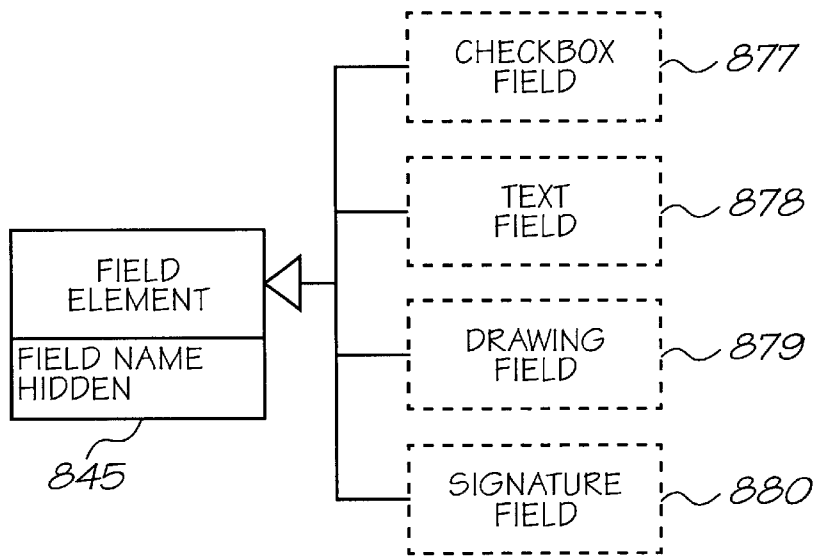 CHECKBOX
FIELD
877
TEXT
FIELD
878
FIELD
ELEMENT
FIELD NAME
HIDDEN
845
DRAWING
FIELD
879
SIGNATURE
FIELD
880